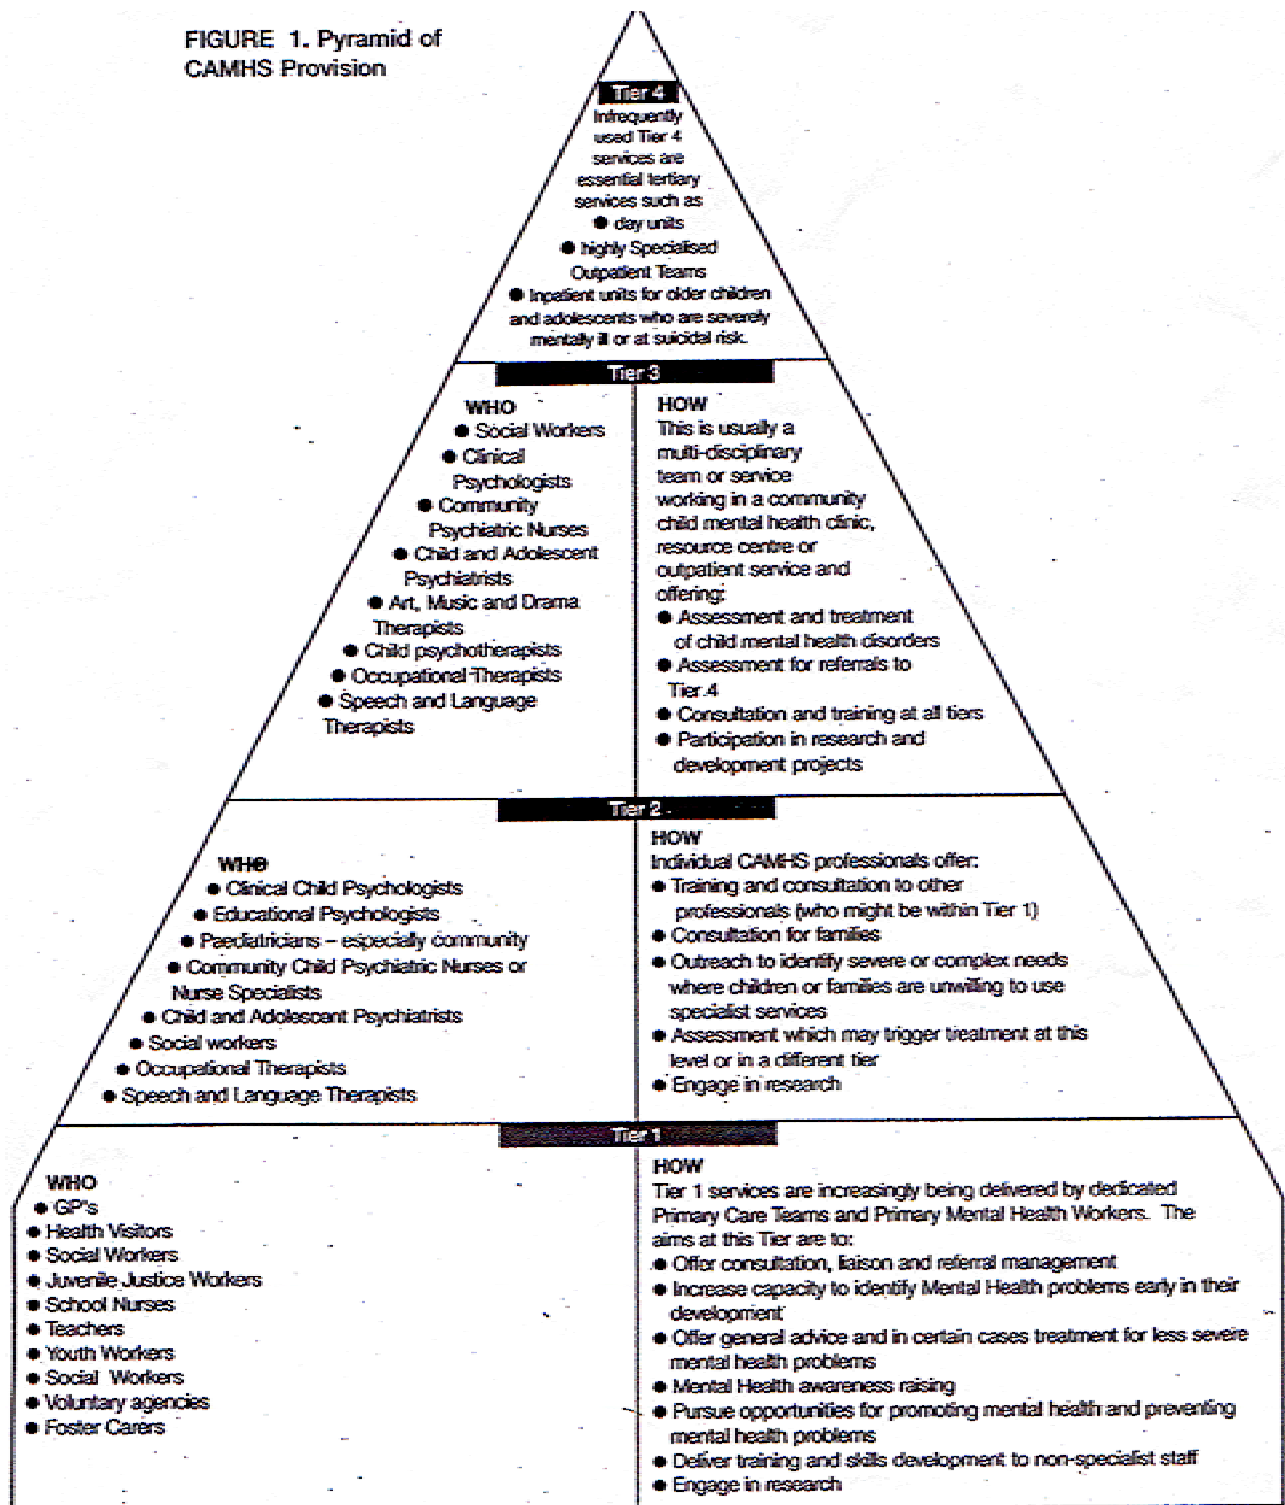 FIGURE 1. Pyramid of
CAMHS Provision
Tier 4
Infrequently
used Tier 4
services are
essential tertiary
services such as
● day units
● highly Specialised
Outpatient Teams
● Inpatient units for older children
and adolescents who are severely
mentally ill or at suicidal risk.
Tier 3
WHO
● Social Workers
● Clinical
Psychologists
● Community
Psychiatric Nurses
● Child and Adolescent
Psychiatrists
● Art, Music and Drama
Therapists
● Child psychotherapists
● Occupational Therapists
● Speech and Language
Therapists
HOW
This is usually a
multi-disciplinary
team or service
working in a community
child mental health clinic,
resource centre or
outpatient service and
offering:
● Assessment and treatment
of child mental health disorders
● Assessment for referrals to
Tier 4
● Consultation and training at all tiers
● Participation in research and
development projects
Tier 2
WHO
● Clinical Child Psychologists
● Educational Psychologists
● Paediatricians – especially community
● Community Child Psychiatric Nurses or
Nurse Specialists
● Child and Adolescant Psychiatrists
● Social workers
● Occupational Therapists
● Speech and Language Therapists
HOW
Individual CAMHS professionals offer:
● Training and consultation to other
professionals (who might be within Tier 1)
● Consultation for families
● Outreach to identify severe or complex needs
where children or families are unwilling to use
specialist services
● Assessment which may trigger treatment at this
level or in a different tier
● Engage in research
Tier 1
WHO
● GP's
● Health Visitors
● Social Workers
● Juvenile Justice Workers
● School Nurses
● Teachers
● Youth Workers
● Social Workers
● Voluntary agencies
● Foster Carers
HOW
Tier 1 services are increasingly being delivered by dedicated
Primary Care Teams and Primary Mental Health Workers. The
aims at this Tier are to:
● Offer consultation, liaison and referral management
● Increase capacity to identify Mental Health problems early in their
development
● Offer general advice and in certain cases treatment for less severe
mental health problems
● Mental Health awareness raising
● Pursue opportunities for promoting mental health and preventing
mental health problems
● Deliver training and skills development to non-specialist staff
● Engage in research